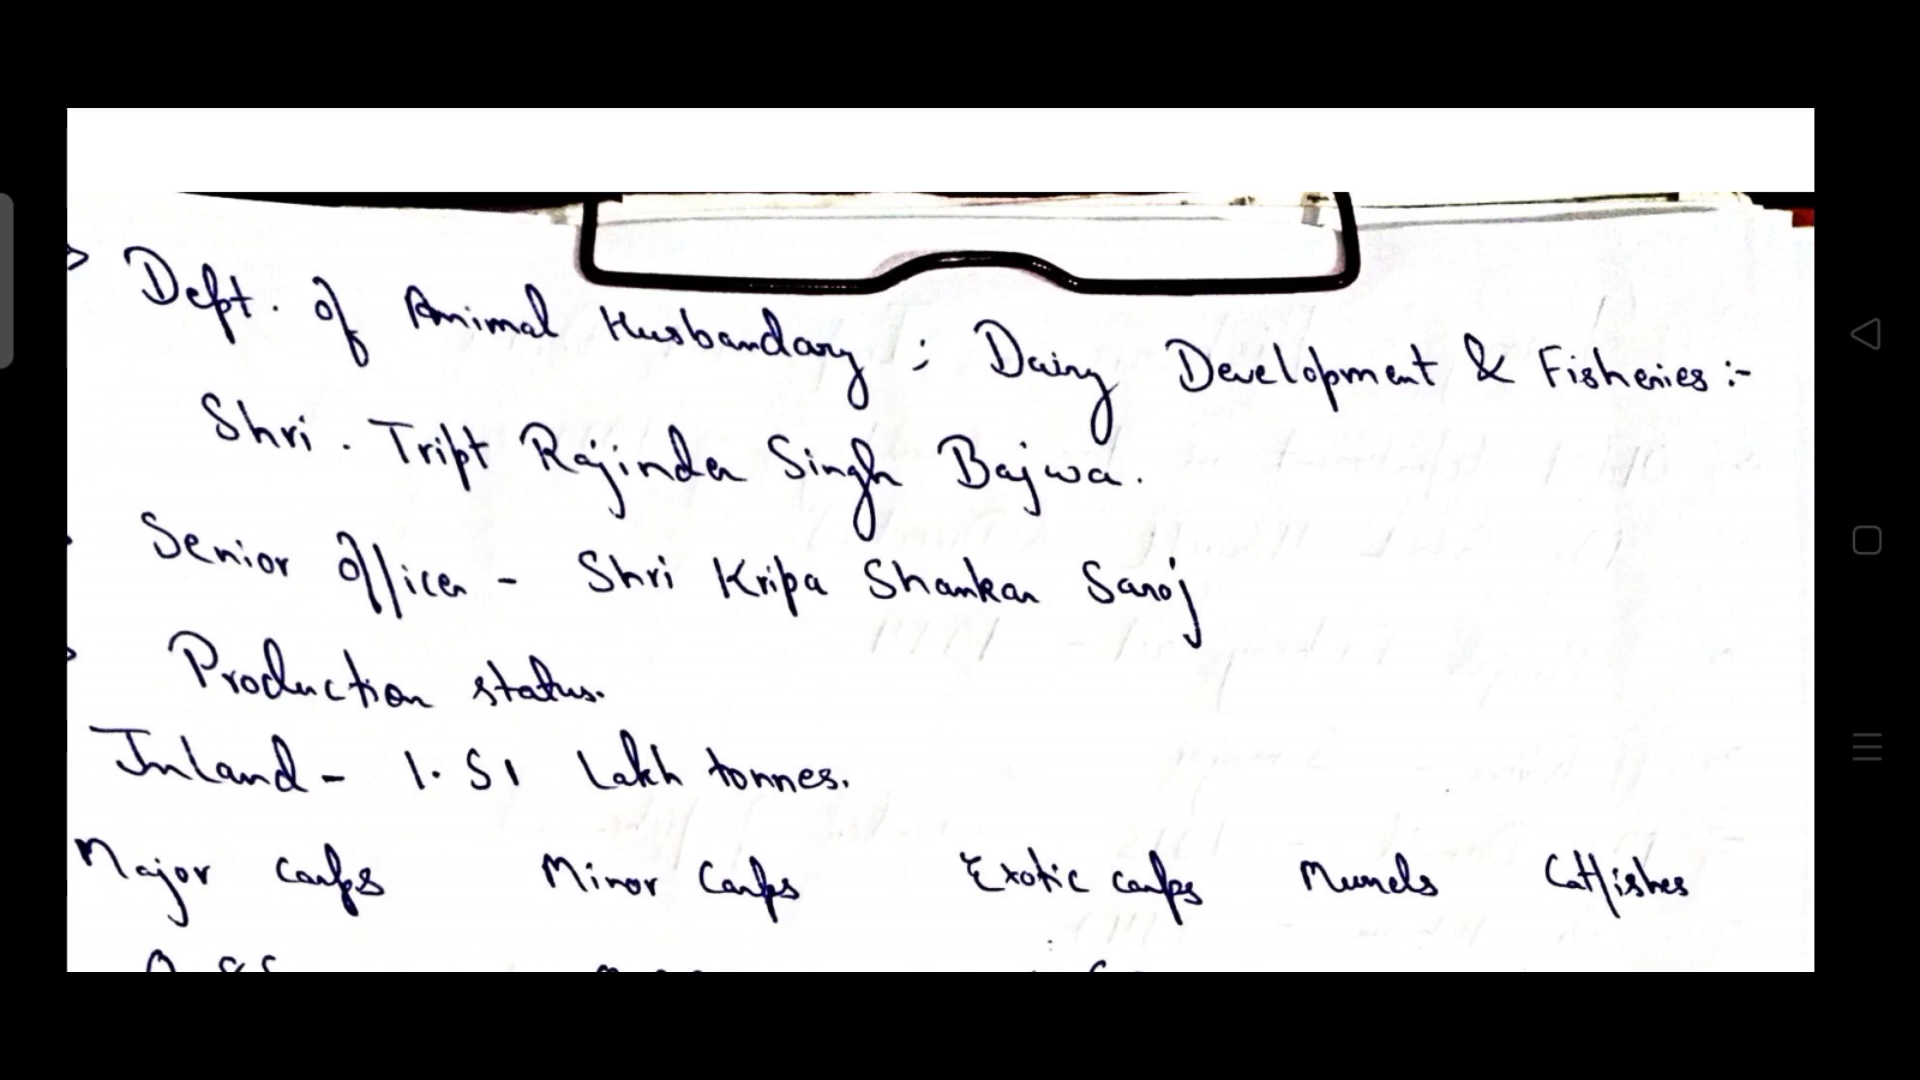 > Dept. of Animal Husbandary ; Dairy Development & Fisheries :-
Shri. Tript Rajinder Singh Bajwa.
Senior Officer - Shri Kripa Shankar Saroj
> Production status.
Inland - 1.51 Lakh tonnes.
Major carps Minor Carps Exotic carps Murrels Catfishes